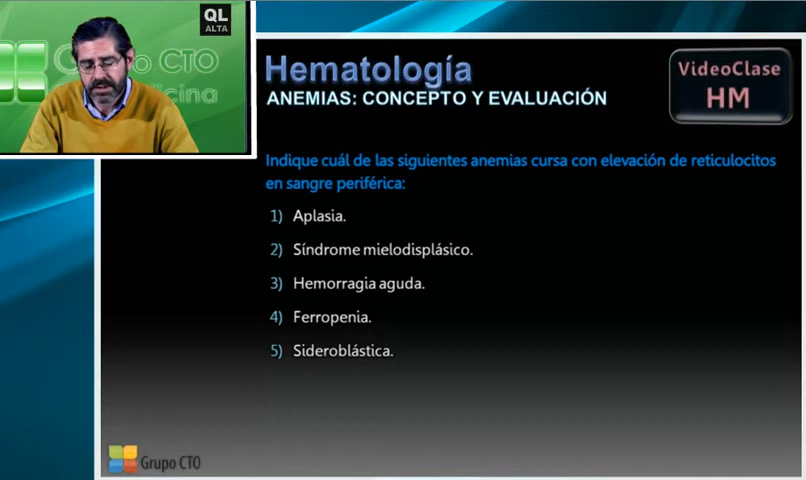 QL
ALTA
Grupo CTO
Hematología
ANEMIAS: CONCEPTO Y EVALUACIÓN
VideoClase
HM
Indique cuál de las siguientes anemias cursa con elevación de reticulocitos
en sangre periférica:
1) Aplasia.
2) Síndrome mielodisplásico.
3) Hemorragia aguda.
4) Ferropenia.
5) Sideroblástica.
Grupo CTO